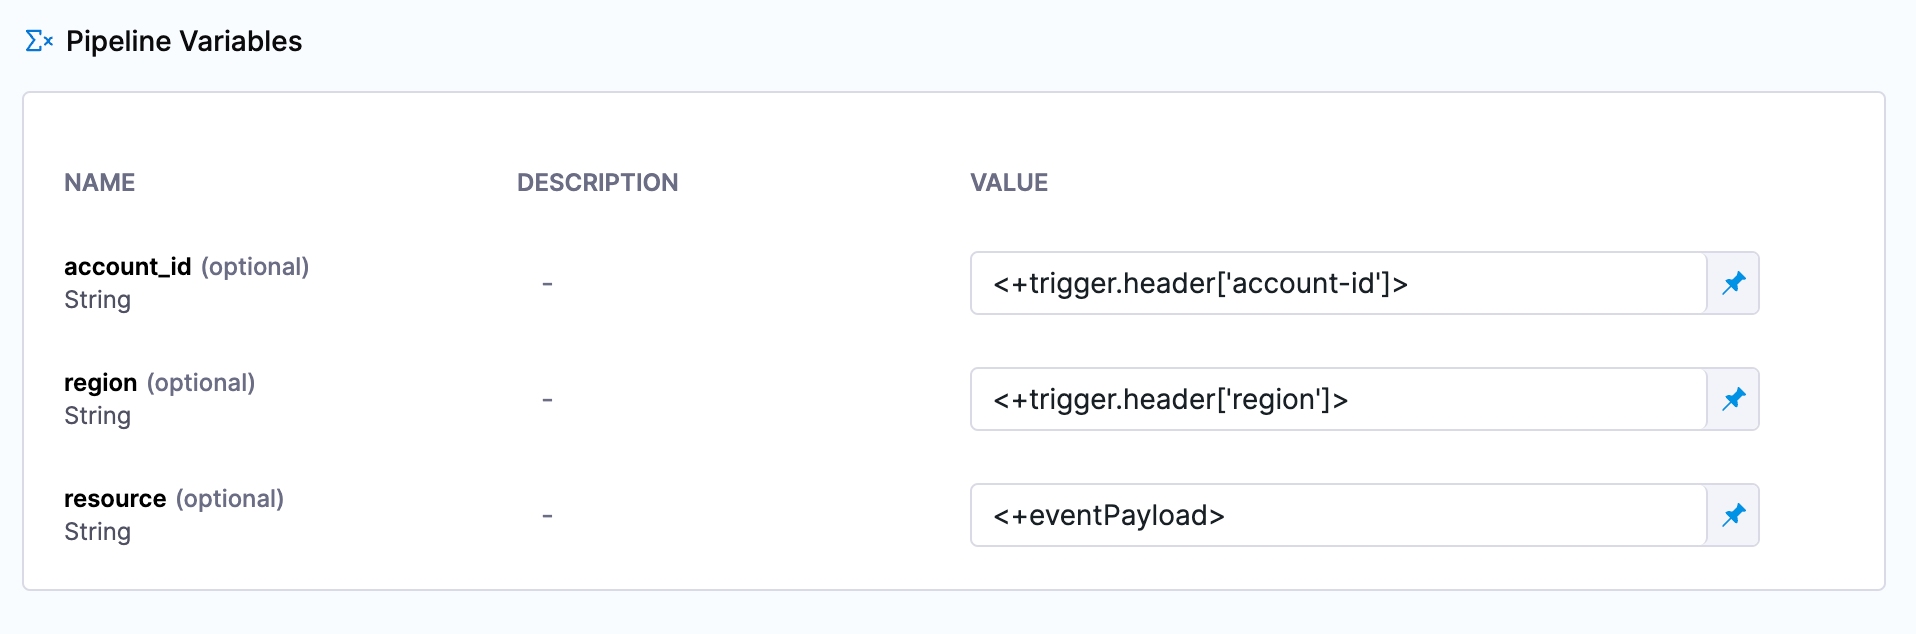 Pipeline Variables
NAME DESCRIPTION VALUE
account_id (optional)
String
-
<+trigger.header['account-id']>
region (optional)
String
-
<+trigger.header['region']>
resource (optional)
String
-
<+eventPayload>